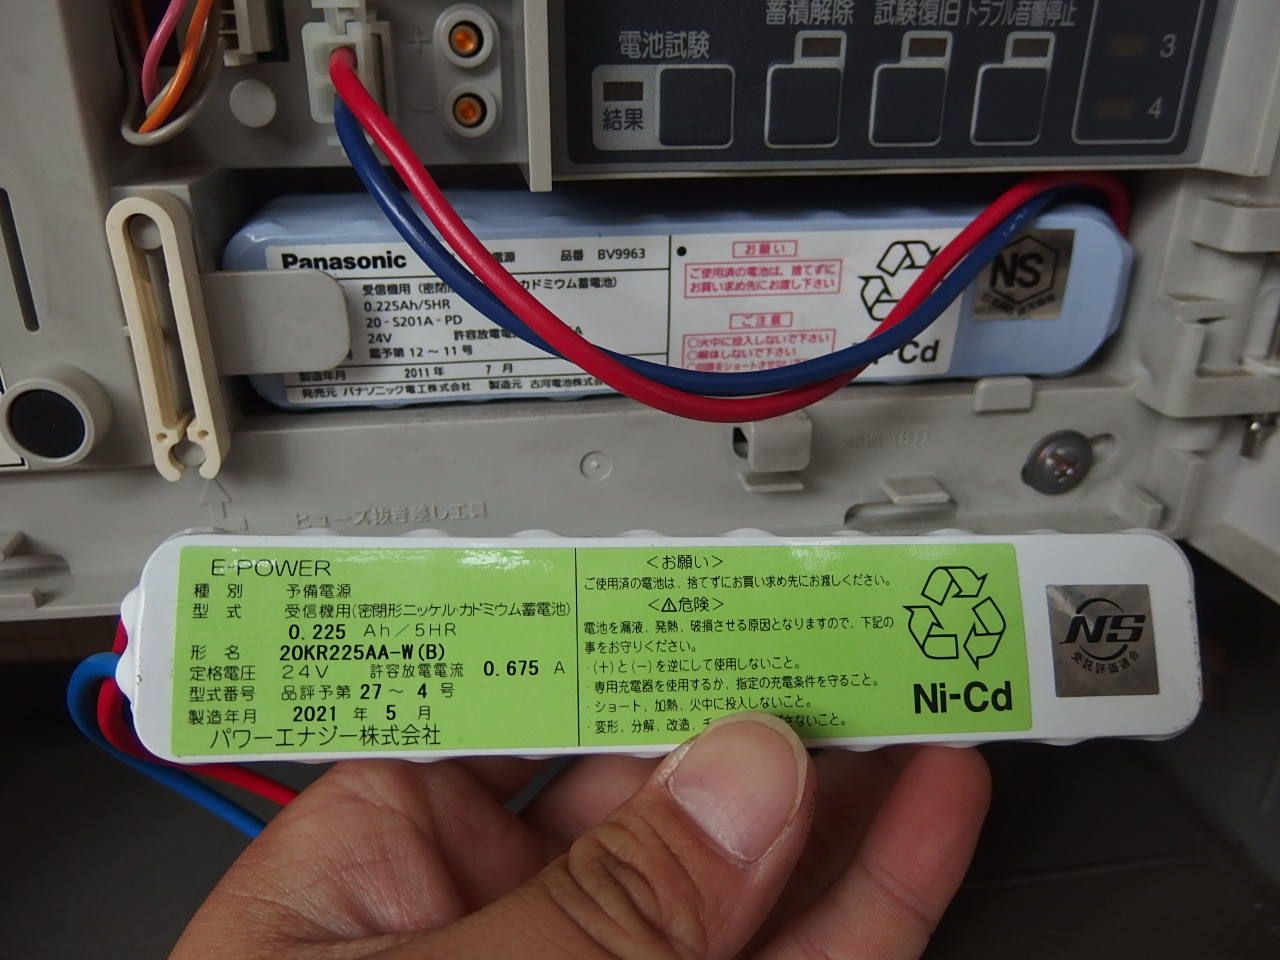 蓄積解除 試験復旧 トラブル音響停止
電池試験
結果
3
4
+
−
Panasonic 電源 品番 BV9963
受信機用(密閉 カドミウム蓄電池)
0.225Ah/5HR
20-S201A-PD
24V 許容放電電
鑑予第12〜11号
製造年月 2011年 7月
発売元 パナソニック電工株式会社 製造元 古河電池株式会
お願い
ご使用済の電池は、捨てずに
お買い求め先にお渡し下さい
ご注意
○火中に投入しないで下さい
○解体しないで下さい
Cd
NS
ヒューズ抜き差し工具
E-POWER
種別 予備電源
型式 受信機用(密閉形ニッケル・カドミウム蓄電池)
0.225 Ah/5HR
形名 20KR225AA-W(B)
定格電圧 24V 許容放電電流 0.675 A
型式番号 品評予第27〜4号
製造年月 2021年5月
パワーエナジー株式会社
<お願い>
ご使用済の電池は、捨てずにお買い求め先にお渡しください。
<⚠危険>
電池を漏液、発熱、破損させる原因となりますので、下記の
事をお守りください。
・(+)と(−)を逆にして使用しないこと。
・専用充電器を使用するか、指定の充電条件を守ること。
・ショート、加熱、火中に投入しないこと。
・変形、分解、改造、 さないこと。
Ni-Cd
NS
受託評価適合